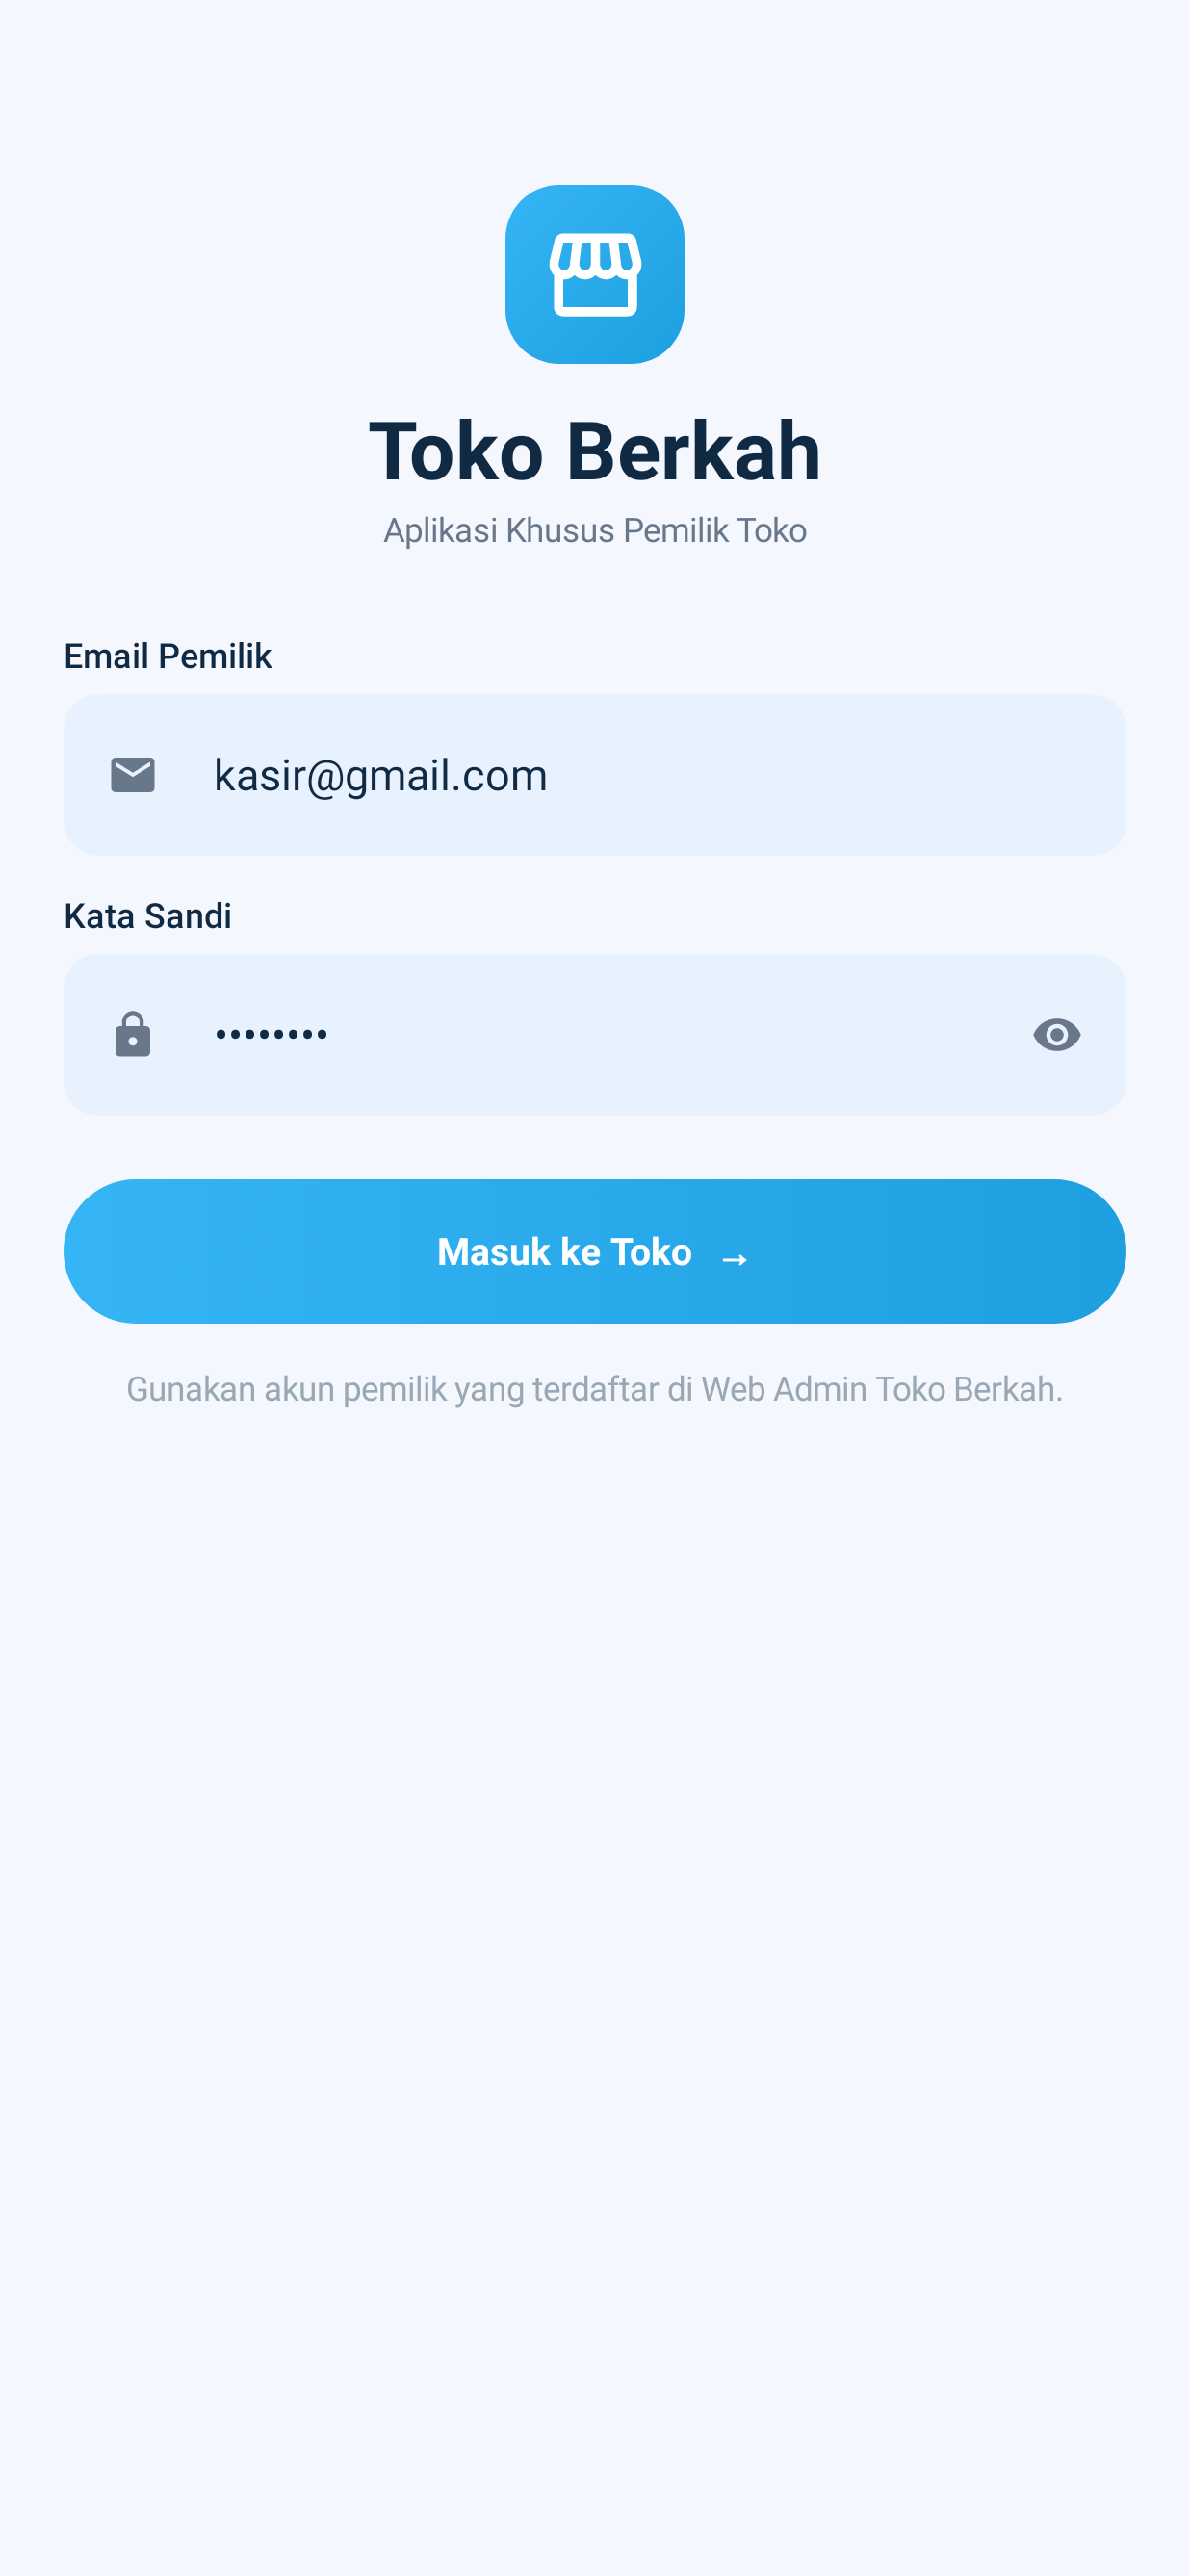 Toko Berkah
Aplikasi Khusus Pemilik Toko
Email Pemilik
kasir@gmail.com
Kata Sandi
••••••••
Masuk ke Toko →
Gunakan akun pemilik yang terdaftar di Web Admin Toko Berkah.